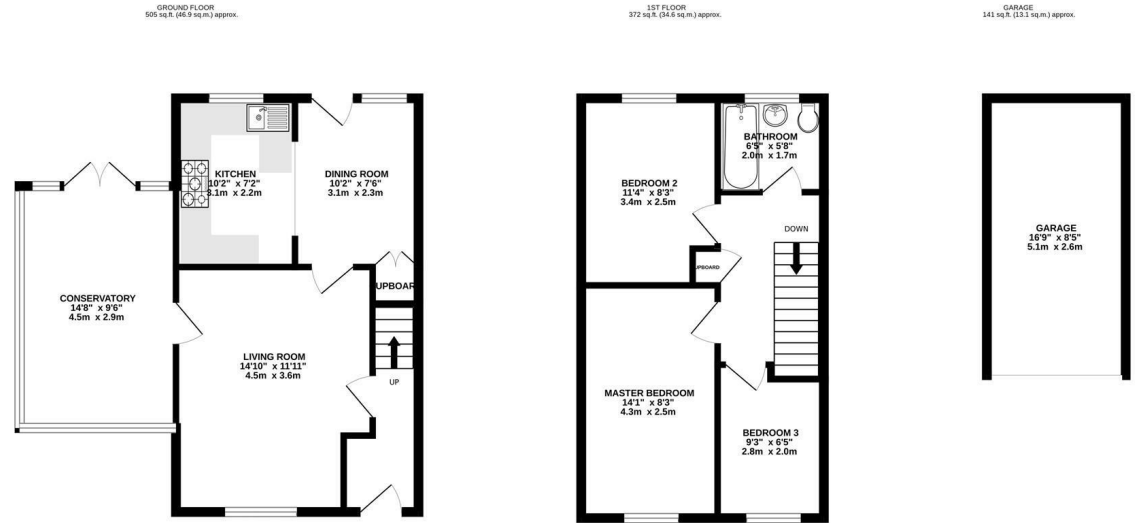 GROUND FLOOR
505 sq.ft. (46.9 sq.m.) approx.
1ST FLOOR
372 sq.ft. (34.6 sq.m.) approx.
GARAGE
141 sq.ft. (13.1 sq.m.) approx.
KITCHEN
10'2" x 7'2"
3.1m x 2.2m
DINING ROOM
10'2" x 7'6"
3.1m x 2.3m
UPBOAR
CONSERVATORY
14'8" x 9'6"
4.5m x 2.9m
LIVING ROOM
14'10" x 11'11"
4.5m x 3.6m
UP
BATHROOM
6'5" x 5'8"
2.0m x 1.7m
BEDROOM 2
11'4" x 8'3"
3.4m x 2.5m
DOWN
UPBOARD
MASTER BEDROOM
14'1" x 8'3"
4.3m x 2.5m
BEDROOM 3
9'3" x 6'5"
2.8m x 2.0m
GARAGE
16'9" x 8'5"
5.1m x 2.6m